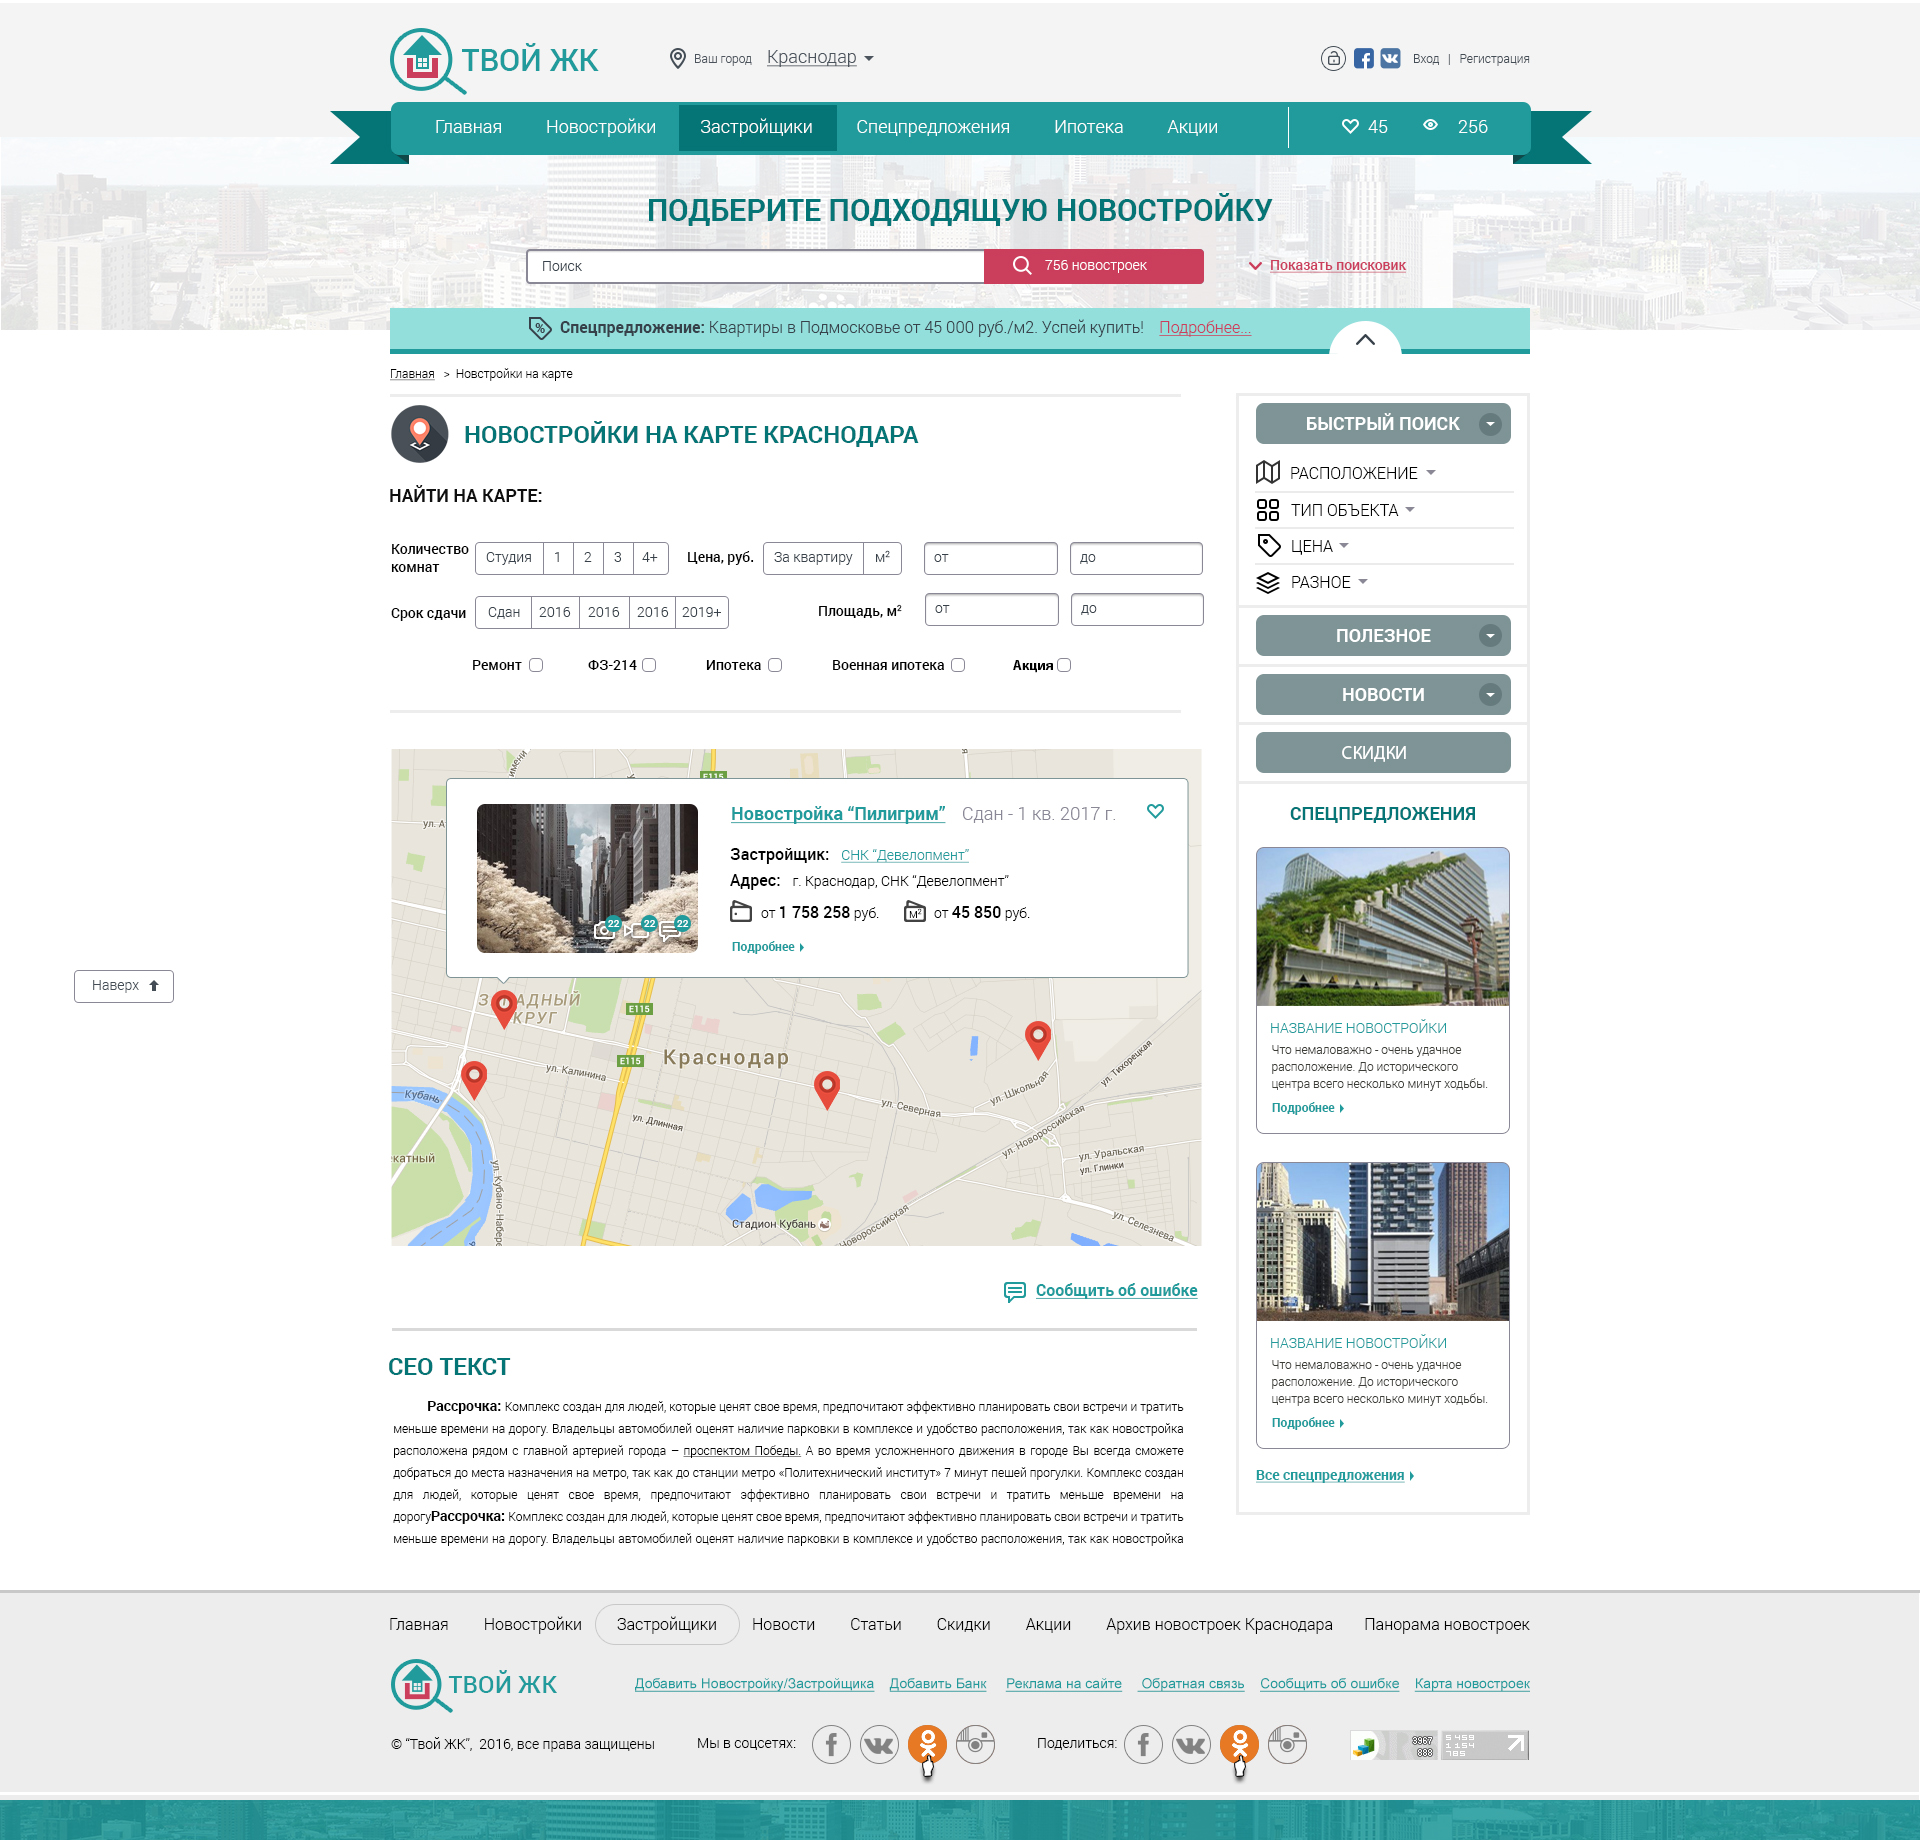 ТВОЙ ЖК
Ваш город Краснодар
Вход | Регистрация
Главная Новостройки Застройщики Спецпредложения Ипотека Акции 45 256
ПОДБЕРИТЕ ПОДХОДЯЩУЮ НОВОСТРОЙКУ
Поиск 756 новостроек Показать поисковик
Спецпредложение: Квартиры в Подмосковье от 45 000 руб./м2. Успей купить! Подробнее...
Главная > Новстройки на карте
НОВОСТРОЙКИ НА КАРТЕ КРАСНОДАРА
НАЙТИ НА КАРТЕ:
Количество комнат Студия 1 2 3 4+ Цена, руб. За квартиру м² от до
Срок сдачи Сдан 2016 2016 2016 2019+ Площадь, м² от до
Ремонт ФЗ-214 Ипотека Военная ипотека Акция
имени
E115
ул. А
Новостройка “Пилигрим” Сдан - 1 кв. 2017 г.
Застройщик: СНК “Девелопмент”
Адрес: г. Краснодар, СНК “Девелопмент”
от 1 758 258 руб. м² от 45 850 руб.
22 22 22
Подробнее
Наверх
E115
E115
Краснодар
ул. Калинина
Кубань
ул. Длинная
ул. Северная
ул. Школьная
ул. Тихорецкая
ул. Новороссийская
ул. Уральская
ул. Глинки
катный
ул. Кубано-Набере
Стадион Кубань
Новороссийская
ул. Селезнева
Сообщить об ошибке
БЫСТРЫЙ ПОИСК
РАСПОЛОЖЕНИЕ
ТИП ОБЪЕКТА
ЦЕНА
РАЗНОЕ
ПОЛЕЗНОЕ
НОВОСТИ
СКИДКИ
СПЕЦПРЕДЛОЖЕНИЯ
НАЗВАНИЕ НОВОСТРОЙКИ
Что немаловажно - очень удачное
расположение. До исторического
центра всего несколько минут ходьбы.
Подробнее
НАЗВАНИЕ НОВОСТРОЙКИ
Что немаловажно - очень удачное
расположение. До исторического
центра всего несколько минут ходьбы.
Подробнее
Все спецпредложения
СЕО ТЕКСТ
Рассрочка: Комплекс создан для людей, которые ценят свое время, предпочитают эффективно планировать свои встречи и тратить
меньше времени на дорогу. Владельцы автомобилей оценят наличие парковки в комплексе и удобство расположения, так как новостройка
расположена рядом с главной артерией города – проспектом Победы. А во время усложненного движения в городе Вы всегда сможете
добраться до места назначения на метро, так как до станции метро «Политехнический институт» 7 минут пешей прогулки. Комплекс создан
для людей, которые ценят свое время, предпочитают эффективно планировать свои встречи и тратить меньше времени на
дорогуРассрочка: Комплекс создан для людей, которые ценят свое время, предпочитают эффективно планировать свои встречи и тратить
меньше времени на дорогу. Владельцы автомобилей оценят наличие парковки в комплексе и удобство расположения, так как новостройка
Главная Новостройки Застройщики Новости Статьи Скидки Акции Архив новостроек Краснодара Панорама новостроек
ТВОЙ ЖК
Добавить Новостройку/Застройщика Добавить Банк Реклама на сайте Обратная связь Сообщить об ошибке Карта новостроек
© “Твой ЖК”, 2016, все права защищены Мы в соцсетях: Поделиться: